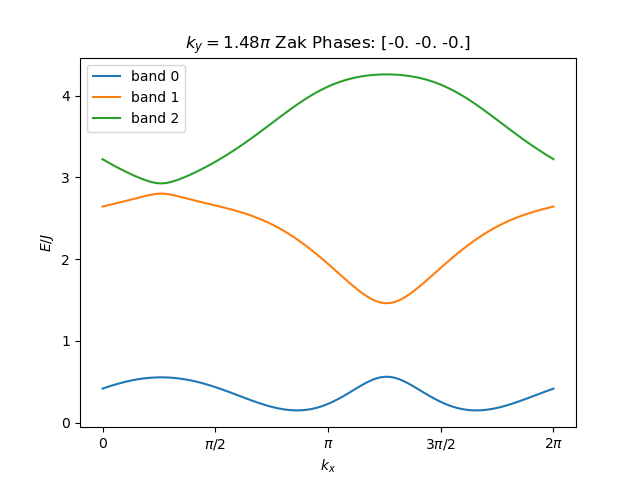 k_y = 1.48π Zak Phases: [-0. -0. -0.]
band 0
band 1
band 2
E/J
4
3
2
1
0
0 π/2 π 3π/2 2π
k_x